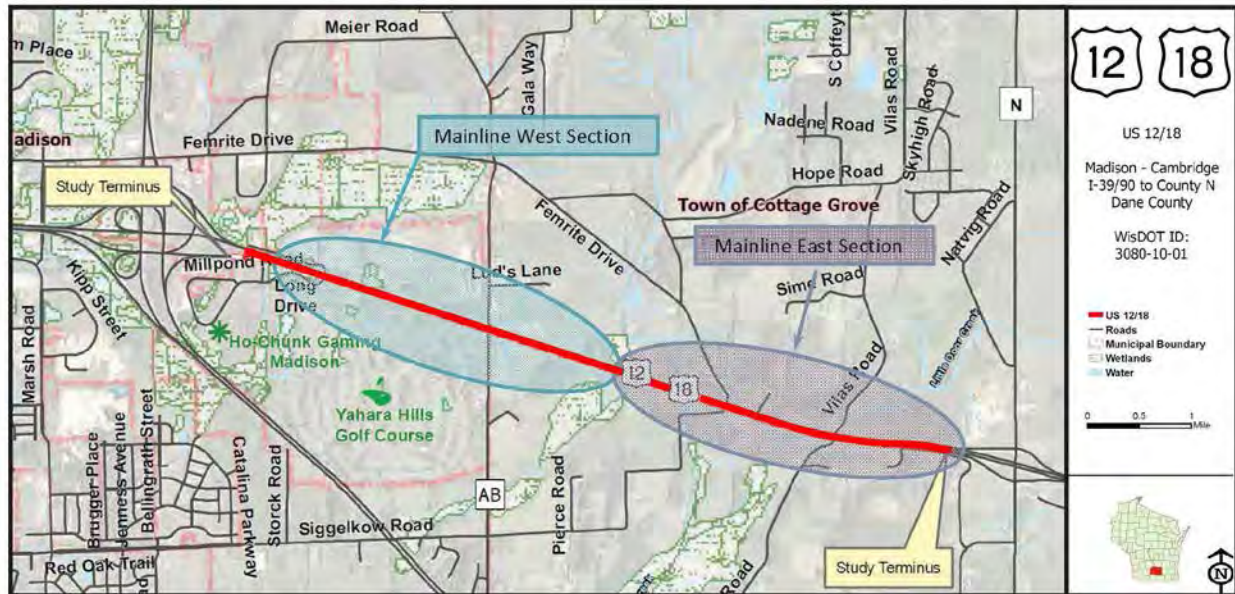 Meier Road
m Place
Gala Way
S Coffeyt
Vilas Road
Skyhigh Road
N
adison
Femrite Drive
Mainline West Section
Nadene Road
Hope Road
Study Terminus
Femrite Drive
Town of Cottage Grove
Natvig Road
Mainline East Section
Millpond Road
Lud's Lane
Sime Road
Long
Drive
Kipp Street
Marsh Road
Ho-Chunk Gaming
Madison
12
18
Vilas Road
Yahara Hills
Golf Course
Brugger Place
Jenness Avenue
Bellingrath Street
Catalina Parkway
Storck Road
AB
Pierce Road
Siggelkow Road
Red Oak Trail
Road
Study Terminus
12
18
US 12/18
Madison - Cambridge
I-39/90 to County N
Dane County
WisDOT ID:
3080-10-01
US 12/18
Roads
Municipal Boundary
Wetlands
Water
0 0.5 1
Mile
N